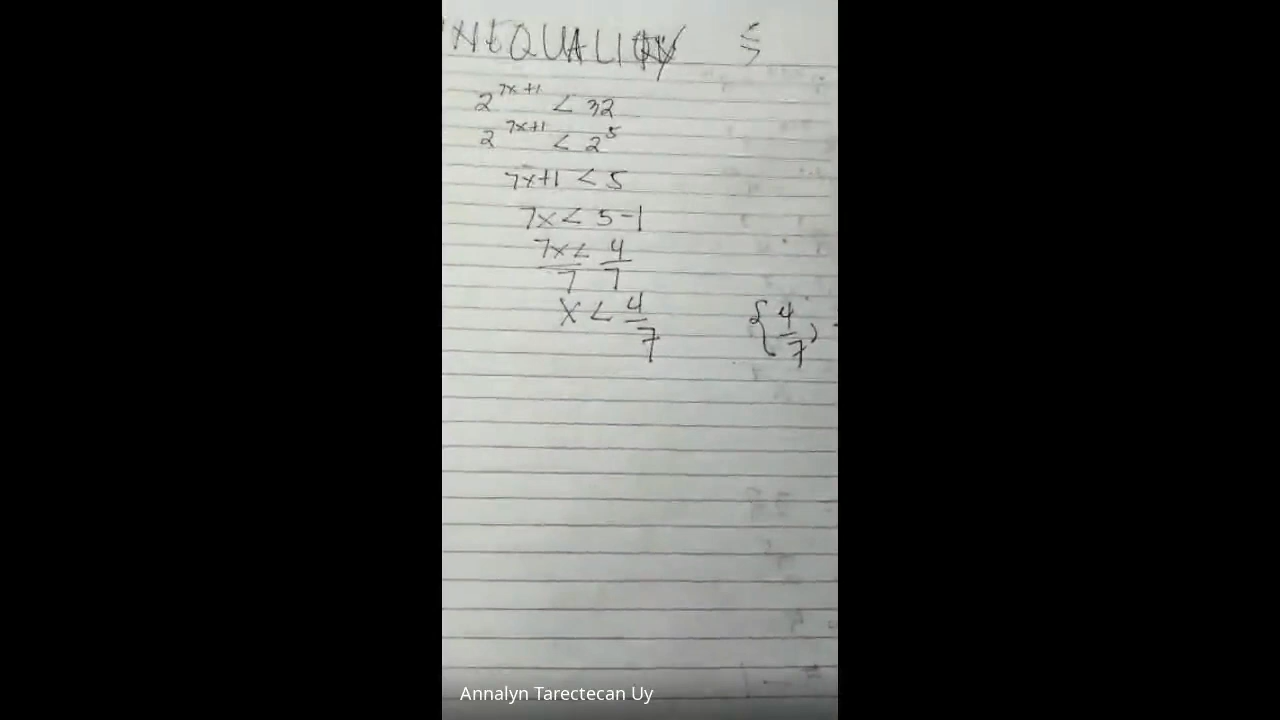 INEQUALITY ≤
2^{7x+1} < 32
2^{7x+1} < 2^5
7x+1 < 5
7x < 5-1
7x/7 < 4/7
x < 4/7 {4/7,
Annalyn Tarectecan Uy